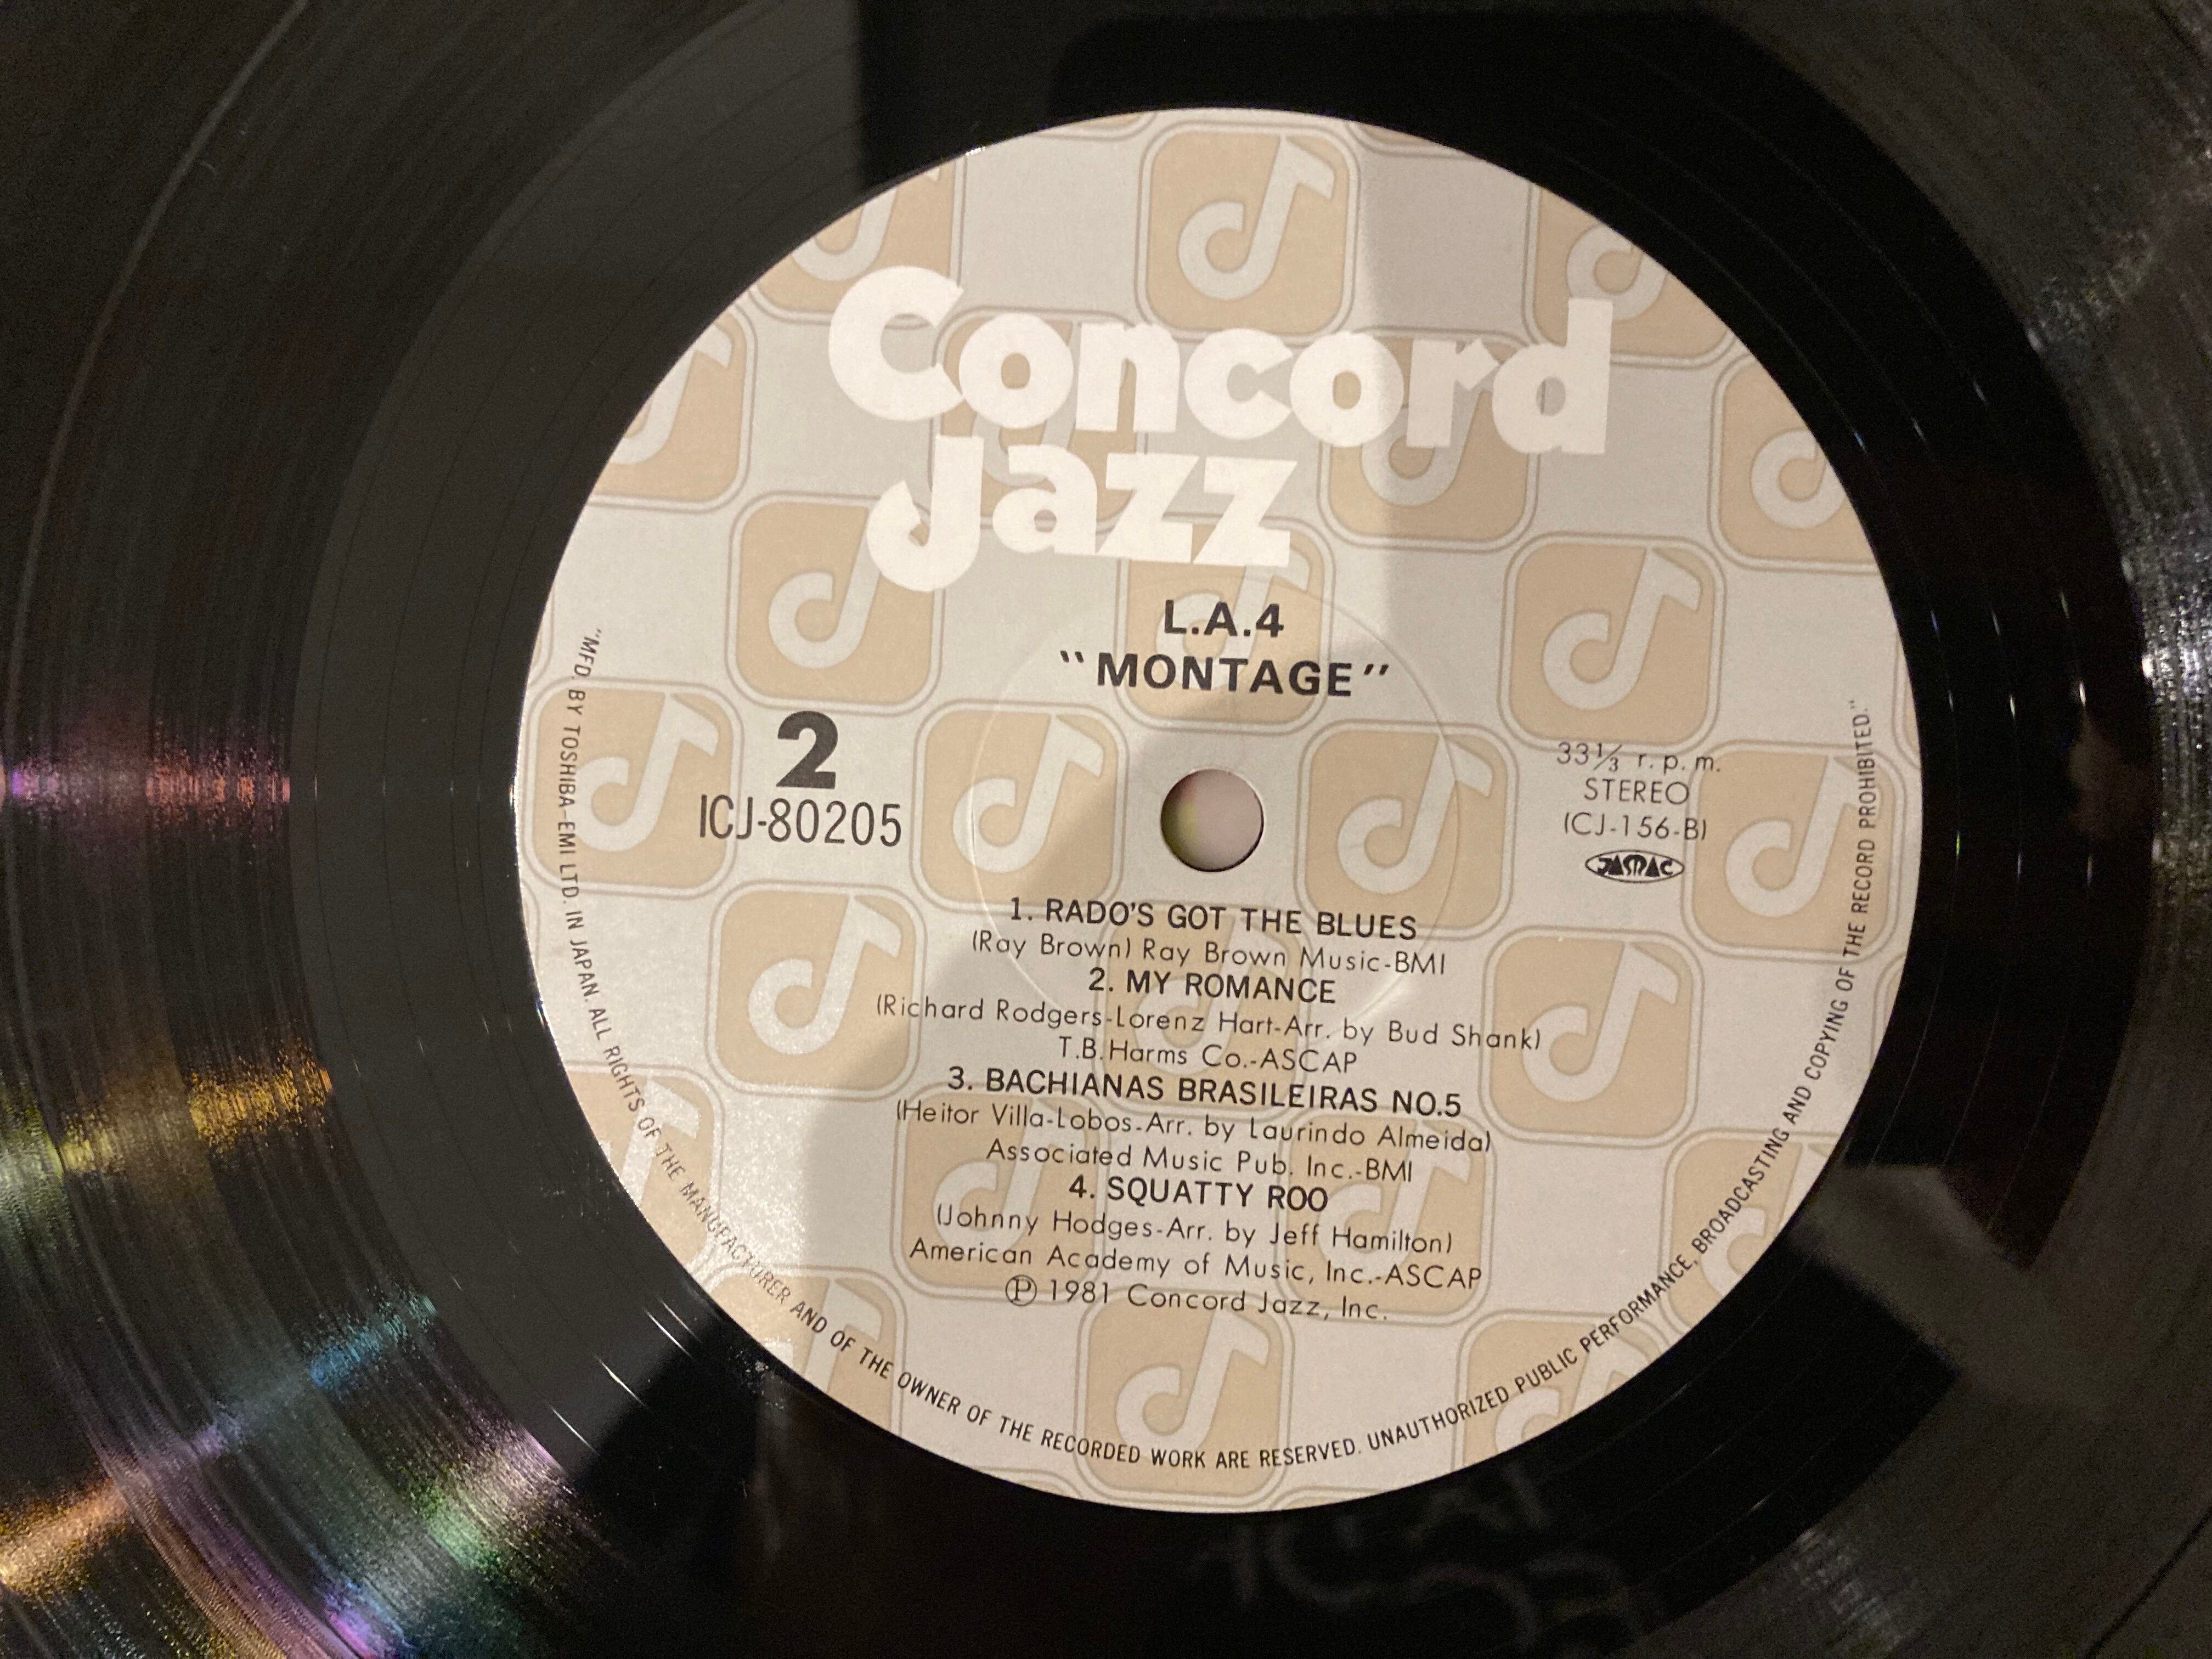 Concord
Jazz
L.A.4
"MONTAGE"
2
ICJ-80205
33⅓ r.p.m.
STEREO
(CJ-156-B)
JASRAC
1. RADO'S GOT THE BLUES
(Ray Brown) Ray Brown Music-BMI
2. MY ROMANCE
(Richard Rodgers-Lorenz Hart-Arr. by Bud Shank)
T.B.Harms Co.-ASCAP
3. BACHIANAS BRASILEIRAS NO.5
(Heitor Villa-Lobos-Arr. by Laurindo Almeida)
Associated Music Pub. Inc.-BMI
4. SQUATTY ROO
(Johnny Hodges-Arr. by Jeff Hamilton)
American Academy of Music, Inc.-ASCAP
Ⓟ 1981 Concord Jazz, Inc.
"MFD. BY TOSHIBA-EMI LTD. IN JAPAN. ALL RIGHTS OF THE MANUFACTURER AND OF THE OWNER OF THE RECORDED WORK ARE RESERVED. UNAUTHORIZED PUBLIC PERFORMANCE, BROADCASTING AND COPYING OF THE RECORD PROHIBITED."